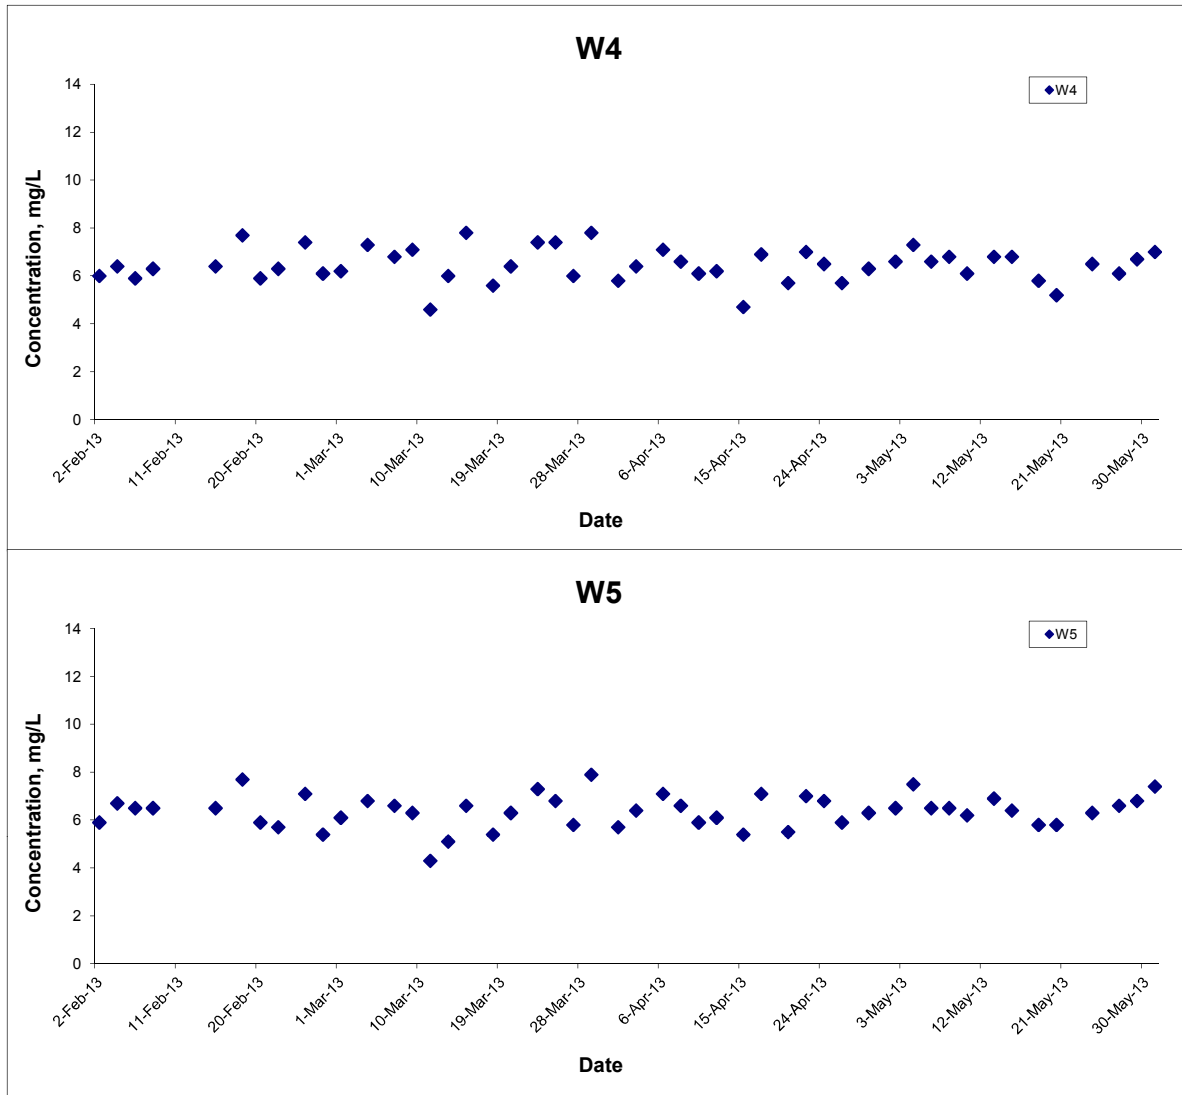 W4
W4
Concentration, mg/L
14
12
10
8
6
4
2
0
2-Feb-13
11-Feb-13
20-Feb-13
1-Mar-13
10-Mar-13
19-Mar-13
28-Mar-13
6-Apr-13
15-Apr-13
24-Apr-13
3-May-13
12-May-13
21-May-13
30-May-13
Date
W5
W5
Concentration, mg/L
14
12
10
8
6
4
2
0
2-Feb-13
11-Feb-13
20-Feb-13
1-Mar-13
10-Mar-13
19-Mar-13
28-Mar-13
6-Apr-13
15-Apr-13
24-Apr-13
3-May-13
12-May-13
21-May-13
30-May-13
Date